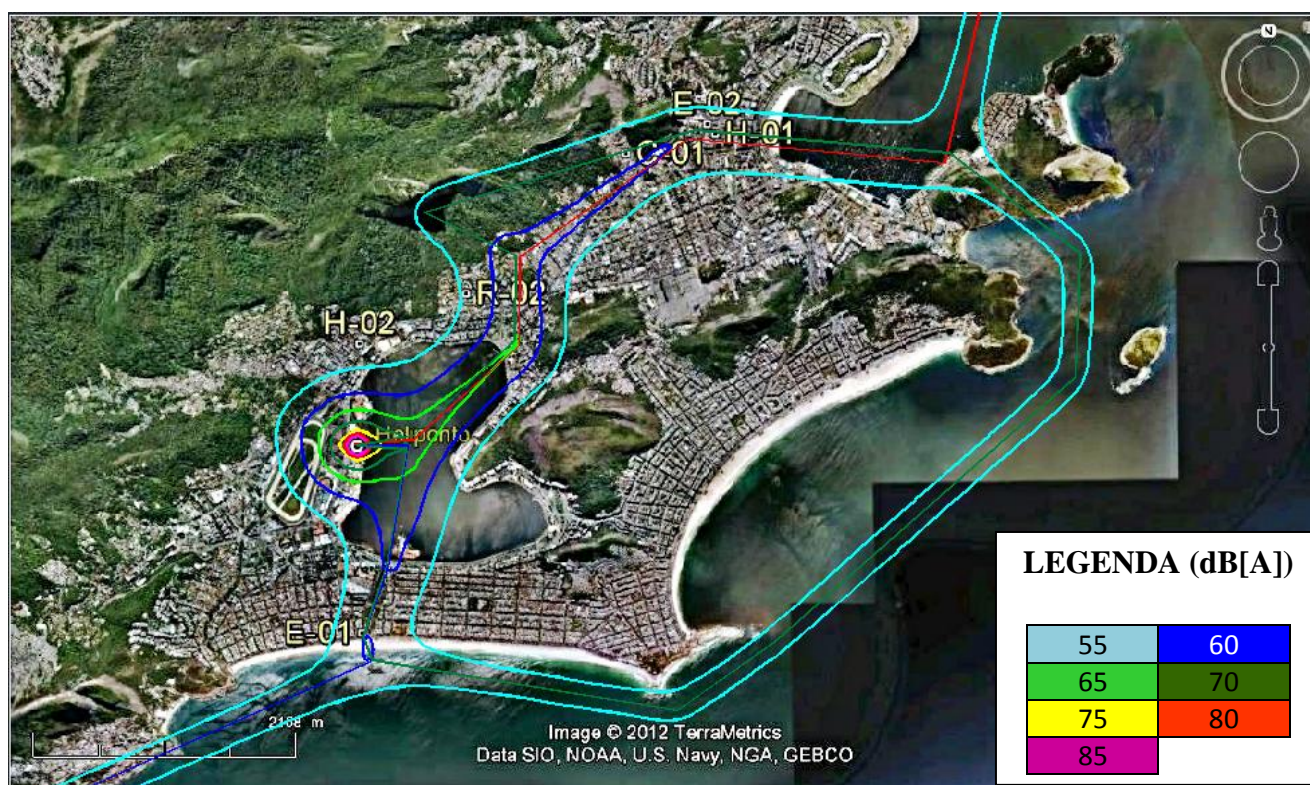 N
E-02
H-01
G-01
R-02
H-02
Heliponto
E-01
2168 m
Image © 2012 TerraMetrics
Data SIO, NOAA, U.S. Navy, NGA, GEBCO
LEGENDA (dB[A])
55 60
65 70
75 80
85